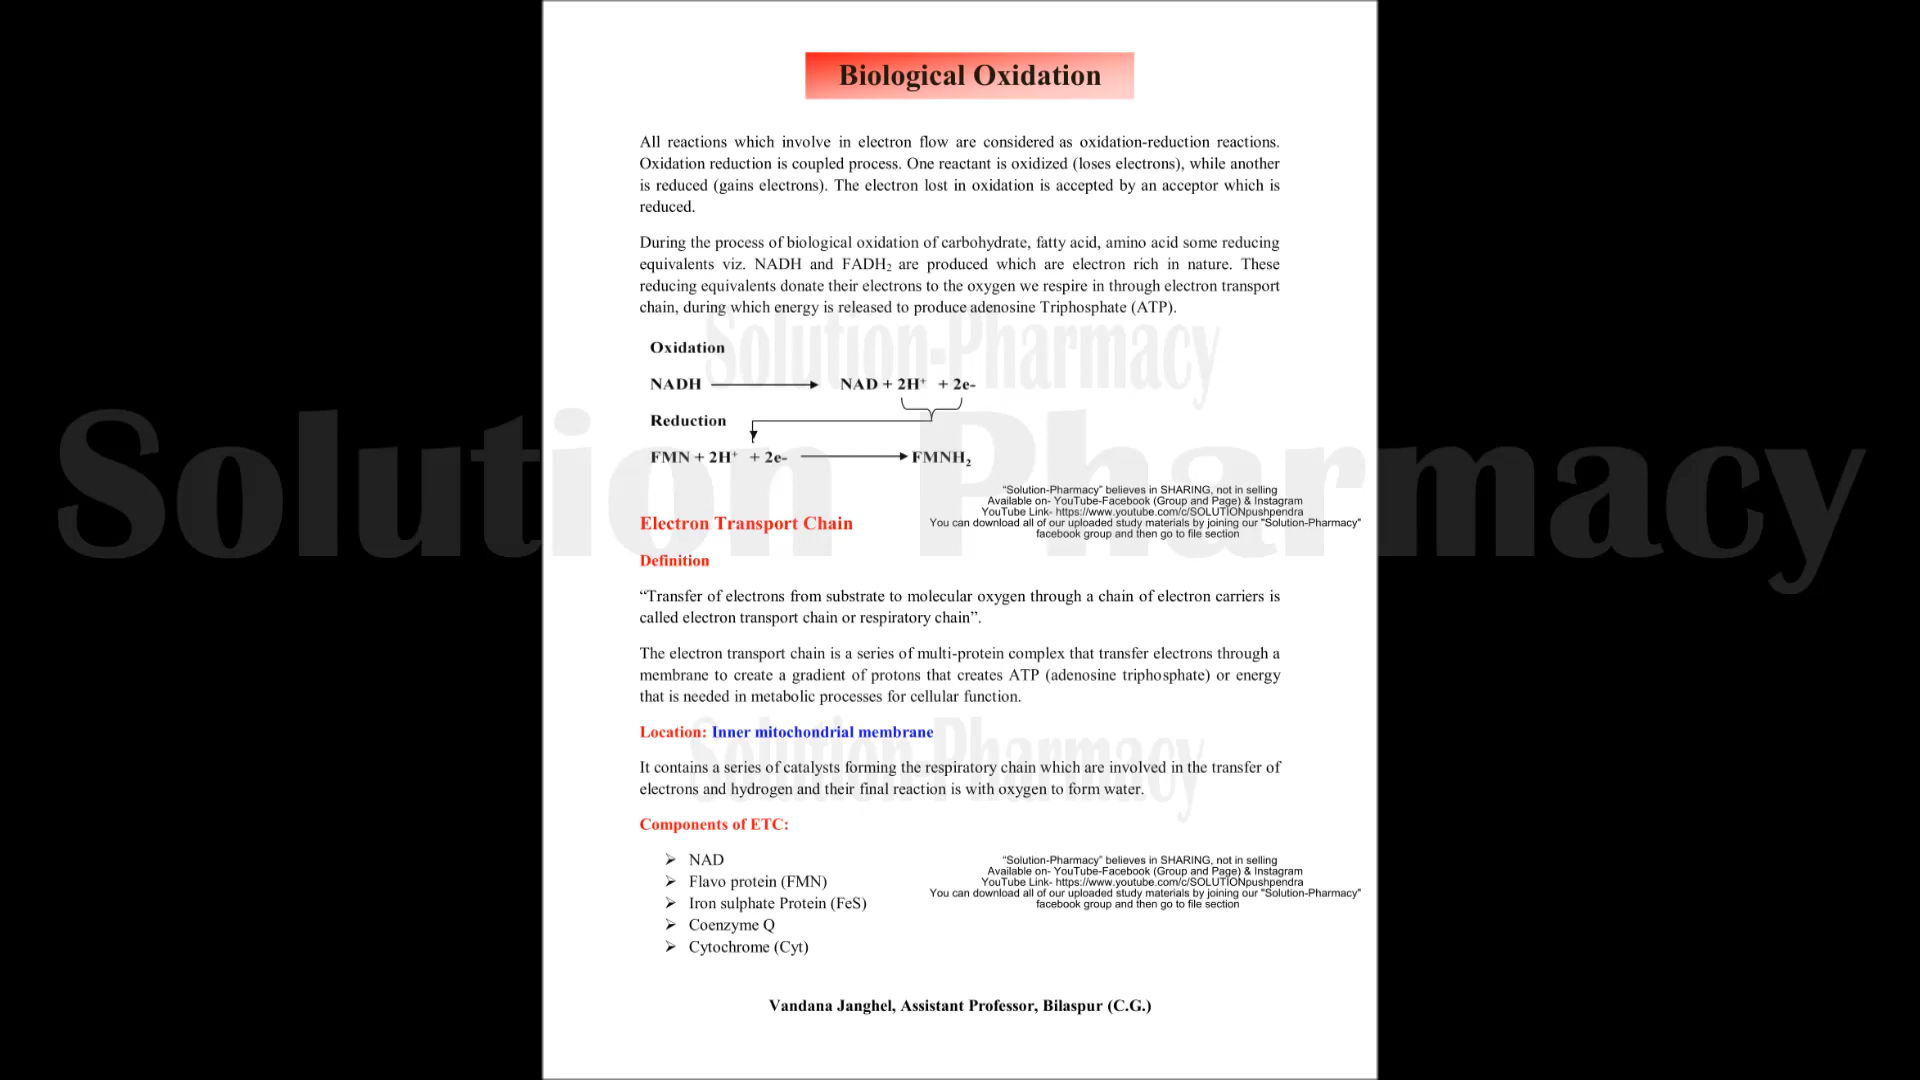 Biological Oxidation
All reactions which involve in electron flow are considered as oxidation-reduction reactions.
Oxidation reduction is coupled process. One reactant is oxidized (loses electrons), while another
is reduced (gains electrons). The electron lost in oxidation is accepted by an acceptor which is
reduced.
During the process of biological oxidation of carbohydrate, fatty acid, amino acid some reducing
equivalents viz. NADH and FADH₂ are produced which are electron rich in nature. These
reducing equivalents donate their electrons to the oxygen we respire in through electron transport
chain, during which energy is released to produce adenosine Triphosphate (ATP).
Solution-Pharmacy
Oxidation
NADH NAD + 2H⁺ + 2e-
Reduction
FMN + 2H⁺ + 2e- FMNH₂
Solution Pharmacy
"Solution-Pharmacy" believes in SHARING, not in selling
Available on- YouTube-Facebook (Group and Page) & Instagram
YouTube Link- https://www.youtube.com/c/SOLUTIONpushpendra
You can download all of our uploaded study materials by joining our "Solution-Pharmacy"
facebook group and then go to file section
Electron Transport Chain
Definition
“Transfer of electrons from substrate to molecular oxygen through a chain of electron carriers is
called electron transport chain or respiratory chain”.
The electron transport chain is a series of multi-protein complex that transfer electrons through a
membrane to create a gradient of protons that creates ATP (adenosine triphosphate) or energy
that is needed in metabolic processes for cellular function.
Location: Inner mitochondrial membrane
Solution-Pharmacy
It contains a series of catalysts forming the respiratory chain which are involved in the transfer of
electrons and hydrogen and their final reaction is with oxygen to form water.
Components of ETC:
➢ NAD
➢ Flavo protein (FMN)
➢ Iron sulphate Protein (FeS)
➢ Coenzyme Q
➢ Cytochrome (Cyt)
"Solution-Pharmacy" believes in SHARING, not in selling
Available on- YouTube-Facebook (Group and Page) & Instagram
YouTube Link- https://www.youtube.com/c/SOLUTIONpushpendra
You can download all of our uploaded study materials by joining our "Solution-Pharmacy"
facebook group and then go to file section
Vandana Janghel, Assistant Professor, Bilaspur (C.G.)